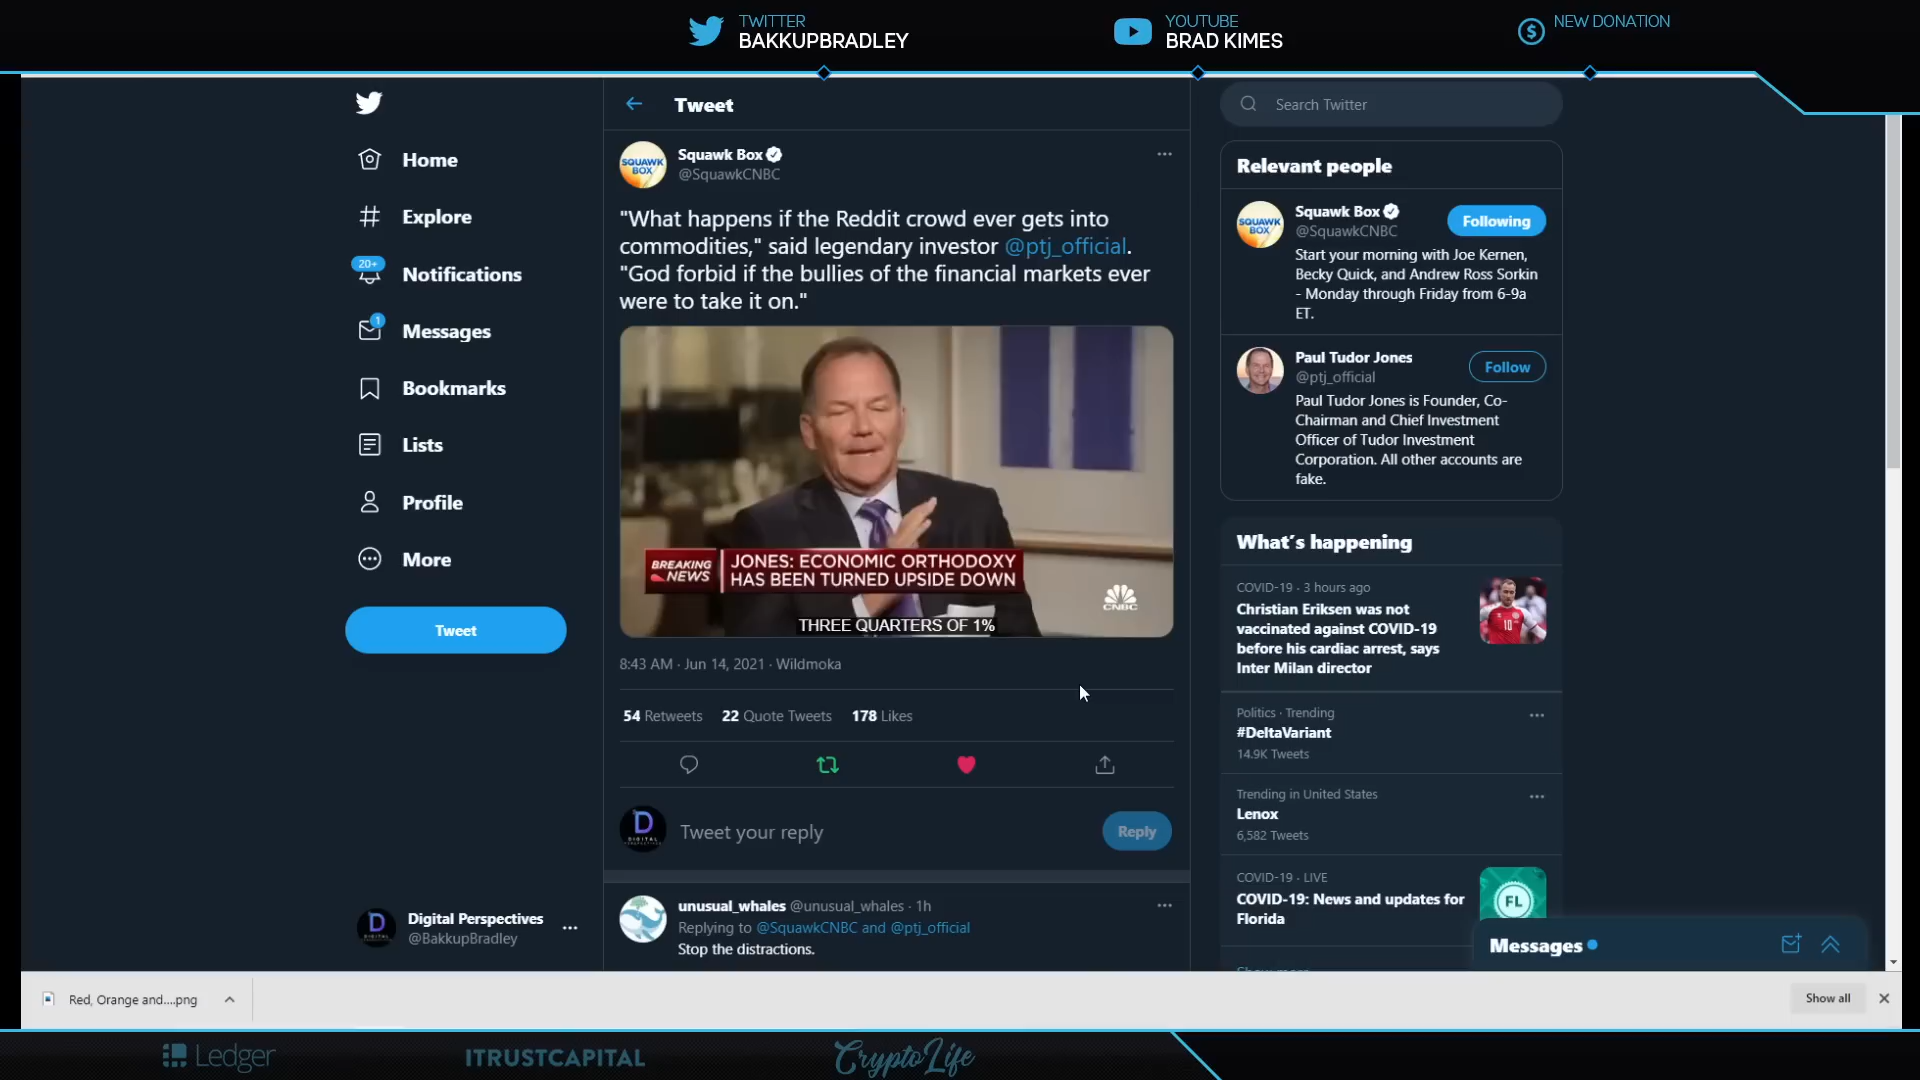 TWITTER
BAKKUPBRADLEY
YOUTUBE
BRAD KIMES
NEW DONATION
Home
Explore
20+
Notifications
1
Messages
Bookmarks
Lists
Profile
More
Tweet
Digital Perspectives
@BakkupBradley
Tweet
SQUAWK BOX
Squawk Box
@SquawkCNBC
"What happens if the Reddit crowd ever gets into
commodities," said legendary investor @ptj_official.
"God forbid if the bullies of the financial markets ever
were to take it on."
BREAKING NEWS
JONES: ECONOMIC ORTHODOXY
HAS BEEN TURNED UPSIDE DOWN
CNBC
THREE QUARTERS OF 1%
8:43 AM · Jun 14, 2021 · Wildmoka
54 Retweets 22 Quote Tweets 178 Likes
D
DIGITAL
Tweet your reply
Reply
unusual_whales @unusual_whales · 1h
Replying to @SquawkCNBC and @ptj_official
Stop the distractions.
Search Twitter
Relevant people
SQUAWK BOX
Squawk Box
@SquawkCNBC
Following
Start your morning with Joe Kernen,
Becky Quick, and Andrew Ross Sorkin
- Monday through Friday from 6-9a
ET.
Paul Tudor Jones
@ptj_official
Follow
Paul Tudor Jones is Founder, Co-
Chairman and Chief Investment
Officer of Tudor Investment
Corporation. All other accounts are
fake.
What's happening
COVID-19 · 3 hours ago
Christian Eriksen was not
vaccinated against COVID-19
before his cardiac arrest, says
Inter Milan director
10
Politics · Trending
#DeltaVariant
14.9K Tweets
Trending in United States
Lenox
6,582 Tweets
COVID-19 · LIVE
COVID-19: News and updates for
Florida
FL
Messages
Red, Orange and....png
Show all
Ledger
ITRUSTCAPITAL
CryptoLife